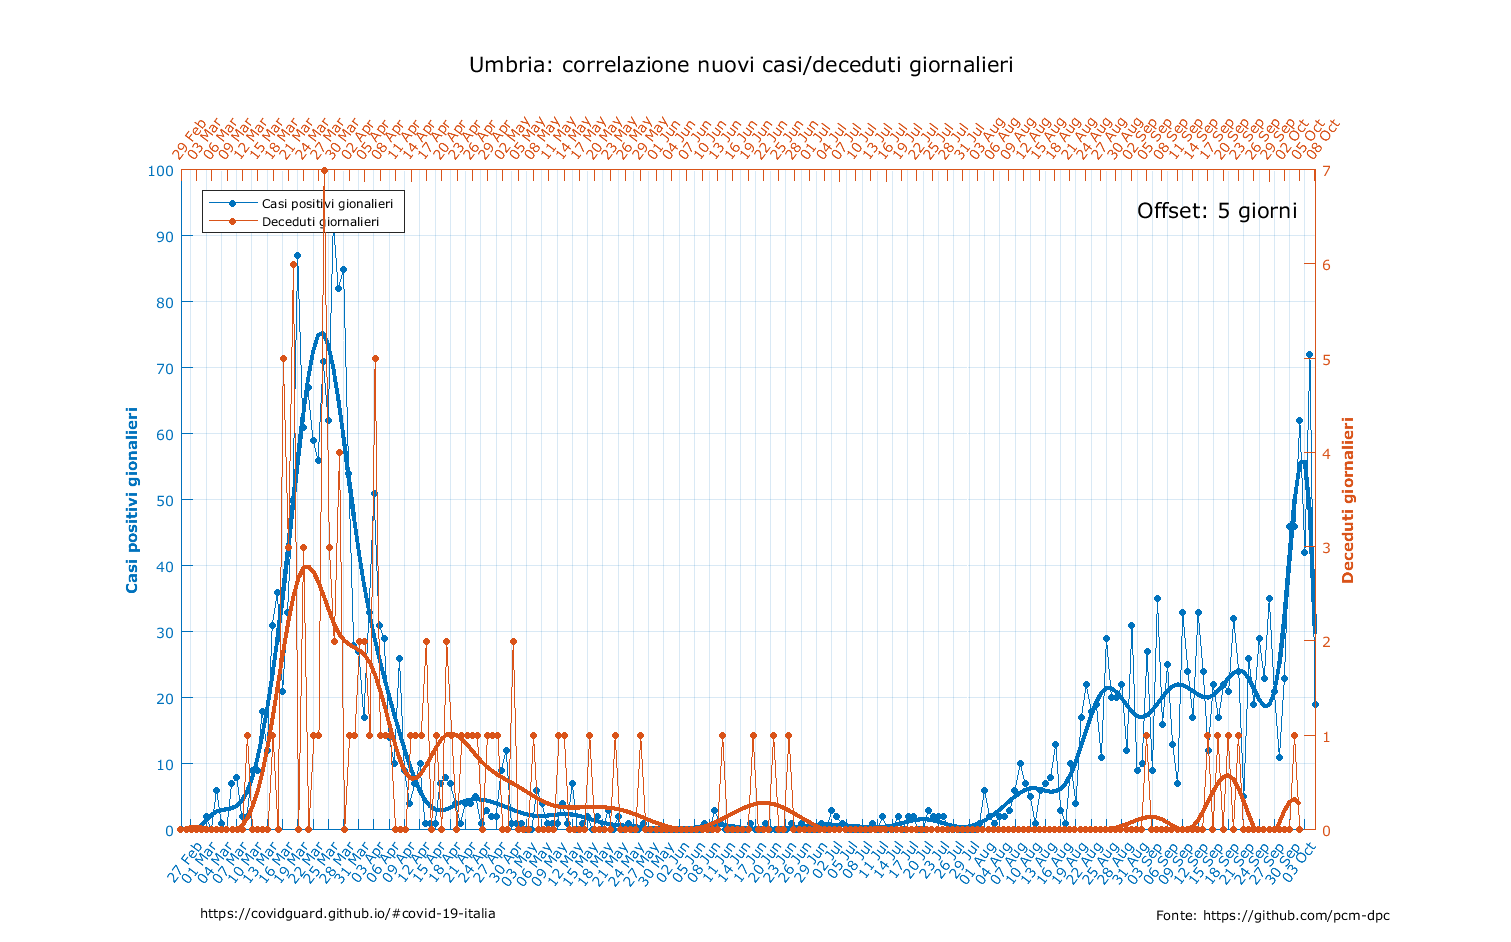 Umbria: correlazione nuovi casi/deceduti giornalieri
29 Feb
03 Mar
06 Mar
09 Mar
12 Mar
15 Mar
18 Mar
21 Mar
24 Mar
27 Mar
30 Mar
02 Apr
05 Apr
08 Apr
11 Apr
14 Apr
17 Apr
20 Apr
23 Apr
26 Apr
29 Apr
02 May
05 May
08 May
11 May
14 May
17 May
20 May
23 May
26 May
29 May
01 Jun
04 Jun
07 Jun
10 Jun
13 Jun
16 Jun
19 Jun
22 Jun
25 Jun
28 Jun
01 Jul
04 Jul
07 Jul
10 Jul
13 Jul
16 Jul
19 Jul
22 Jul
25 Jul
28 Jul
31 Jul
03 Aug
06 Aug
09 Aug
12 Aug
15 Aug
18 Aug
21 Aug
24 Aug
27 Aug
30 Aug
02 Sep
05 Sep
08 Sep
11 Sep
14 Sep
17 Sep
20 Sep
23 Sep
26 Sep
29 Sep
02 Oct
05 Oct
08 Oct
Casi positivi gionalieri
Deceduti giornalieri
Offset: 5 giorni
Casi positivi gionalieri
100
90
80
70
60
50
40
30
20
10
0
7
6
5
4
3
2
1
0
Deceduti giornalieri
27 Feb
01 Mar
04 Mar
07 Mar
10 Mar
13 Mar
16 Mar
19 Mar
22 Mar
25 Mar
28 Mar
31 Mar
03 Apr
06 Apr
09 Apr
12 Apr
15 Apr
18 Apr
21 Apr
24 Apr
27 Apr
30 Apr
03 May
06 May
09 May
12 May
15 May
18 May
21 May
24 May
27 May
30 May
02 Jun
05 Jun
08 Jun
11 Jun
14 Jun
17 Jun
20 Jun
23 Jun
26 Jun
29 Jun
02 Jul
05 Jul
08 Jul
11 Jul
14 Jul
17 Jul
20 Jul
23 Jul
26 Jul
29 Jul
01 Aug
04 Aug
07 Aug
10 Aug
13 Aug
16 Aug
19 Aug
22 Aug
25 Aug
28 Aug
31 Aug
03 Sep
06 Sep
09 Sep
12 Sep
15 Sep
18 Sep
21 Sep
24 Sep
27 Sep
30 Sep
03 Oct
https://covidguard.github.io/#covid-19-italia
Fonte: https://github.com/pcm-dpc